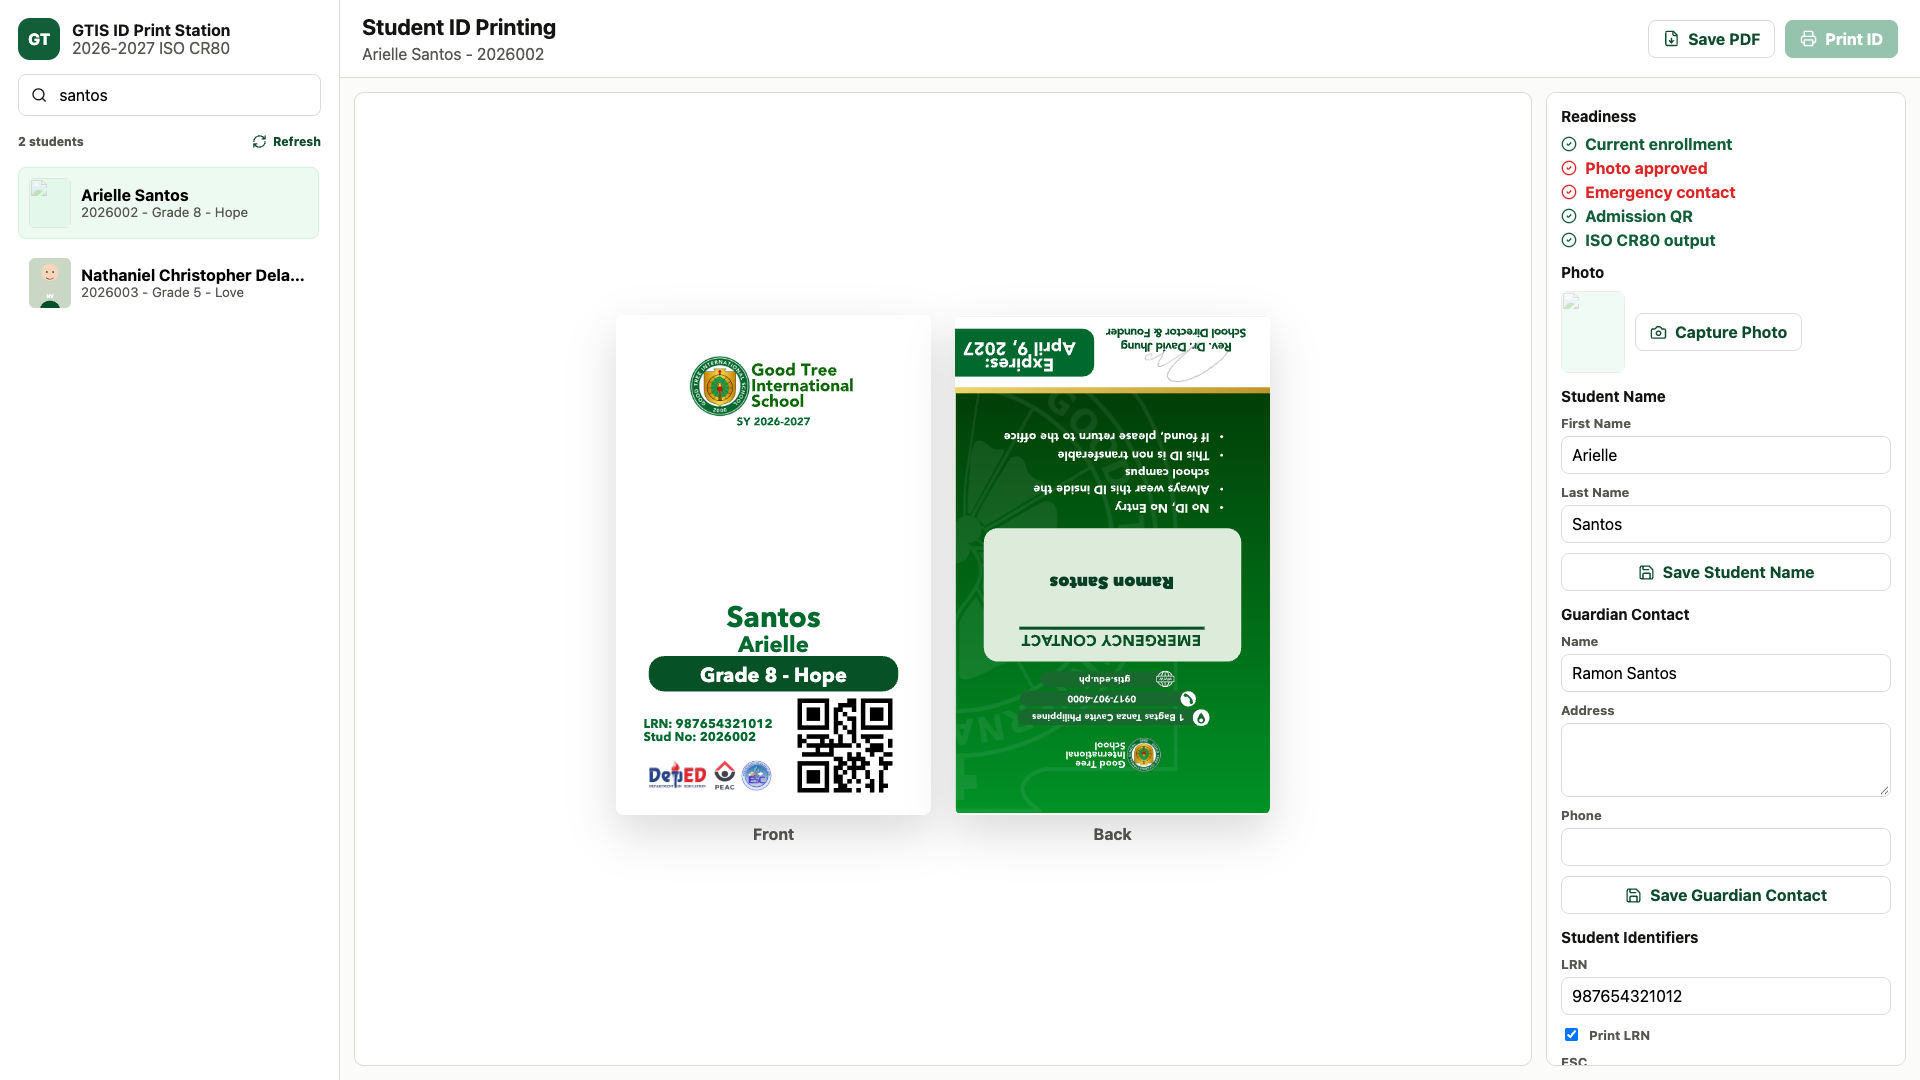 GT
GTIS ID Print Station
2026-2027 ISO CR80
santos
2 students
Refresh
Arielle Santos
2026002 - Grade 8 - Hope
Nathaniel Christopher Dela...
2026003 - Grade 5 - Love
Student ID Printing
Arielle Santos - 2026002
Save PDF
Print ID
Good Tree
International
School
SY 2026-2027
Santos
Arielle
Grade 8 - Hope
LRN: 987654321012
Stud No: 2026002
DepED
DEPARTMENT OF EDUCATION
PEAC
ESC
Front
Good Tree
International
School
1 Bagtas Tanza Cavite Philippines
0917-907-4000
gtis-edu.ph
EMERGENCY CONTACT
Ramon Santos
No ID, No Entry
Always wear this ID inside the
school campus
This ID is non transferable
If found, please return to the office
Rev. Dr. David Jhung
School Director & Founder
Expires:
April 9, 2027
Back
Readiness
Current enrollment
Photo approved
Emergency contact
Admission QR
ISO CR80 output
Photo
Capture Photo
Student Name
First Name
Arielle
Last Name
Santos
Save Student Name
Guardian Contact
Name
Ramon Santos
Address
Phone
Save Guardian Contact
Student Identifiers
LRN
987654321012
Print LRN
ESC